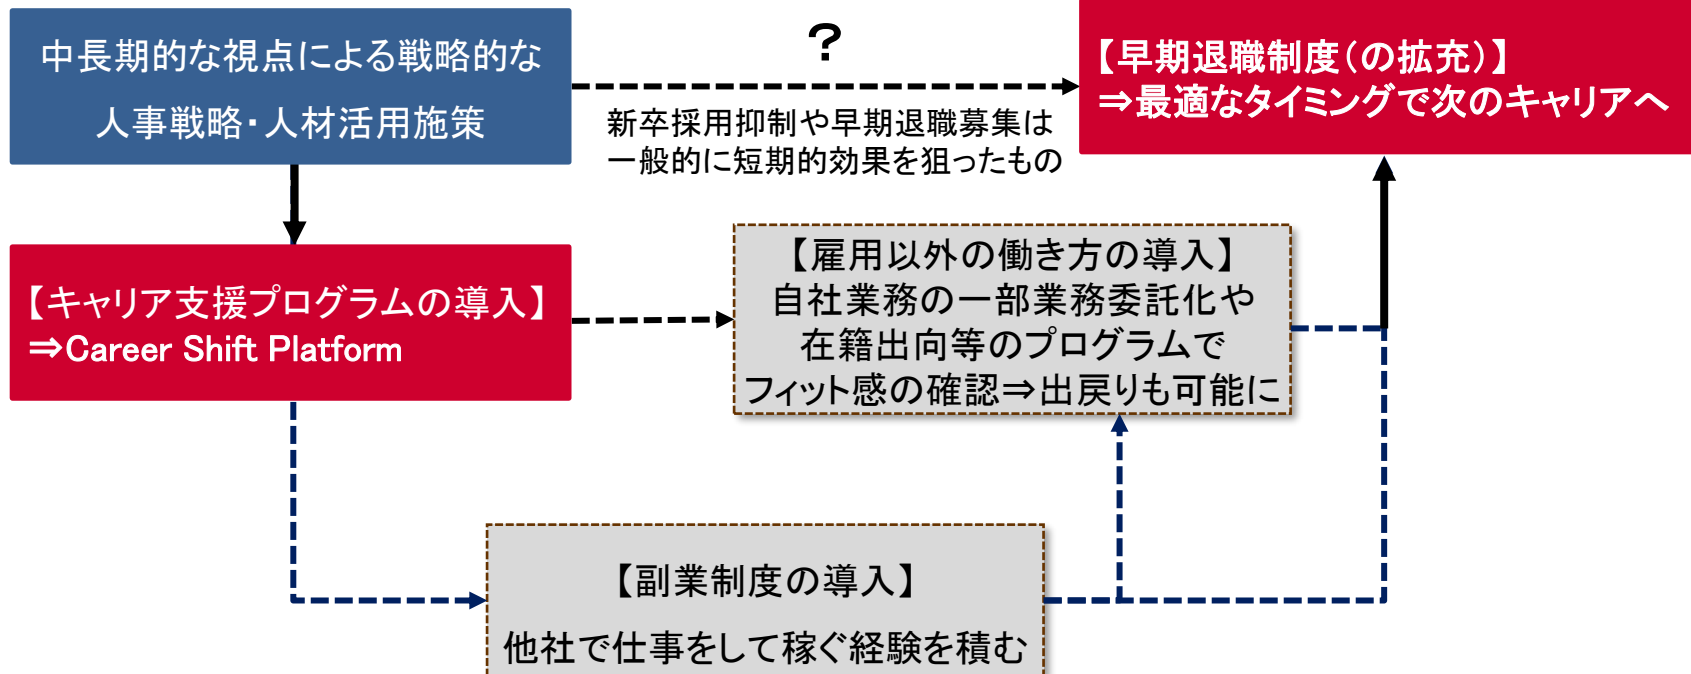 中長期的な視点による戦略的な
人事戦略・人材活用施策
?
新卒採用抑制や早期退職募集は
一般的に短期的効果を狙ったもの
【早期退職制度(の拡充)】
⇒最適なタイミングで次のキャリアへ
【キャリア支援プログラムの導入】
⇒Career Shift Platform
【雇用以外の働き方の導入】
自社業務の一部業務委託化や
在籍出向等のプログラムで
フィット感の確認⇒出戻りも可能に
【副業制度の導入】
他社で仕事をして稼ぐ経験を積む